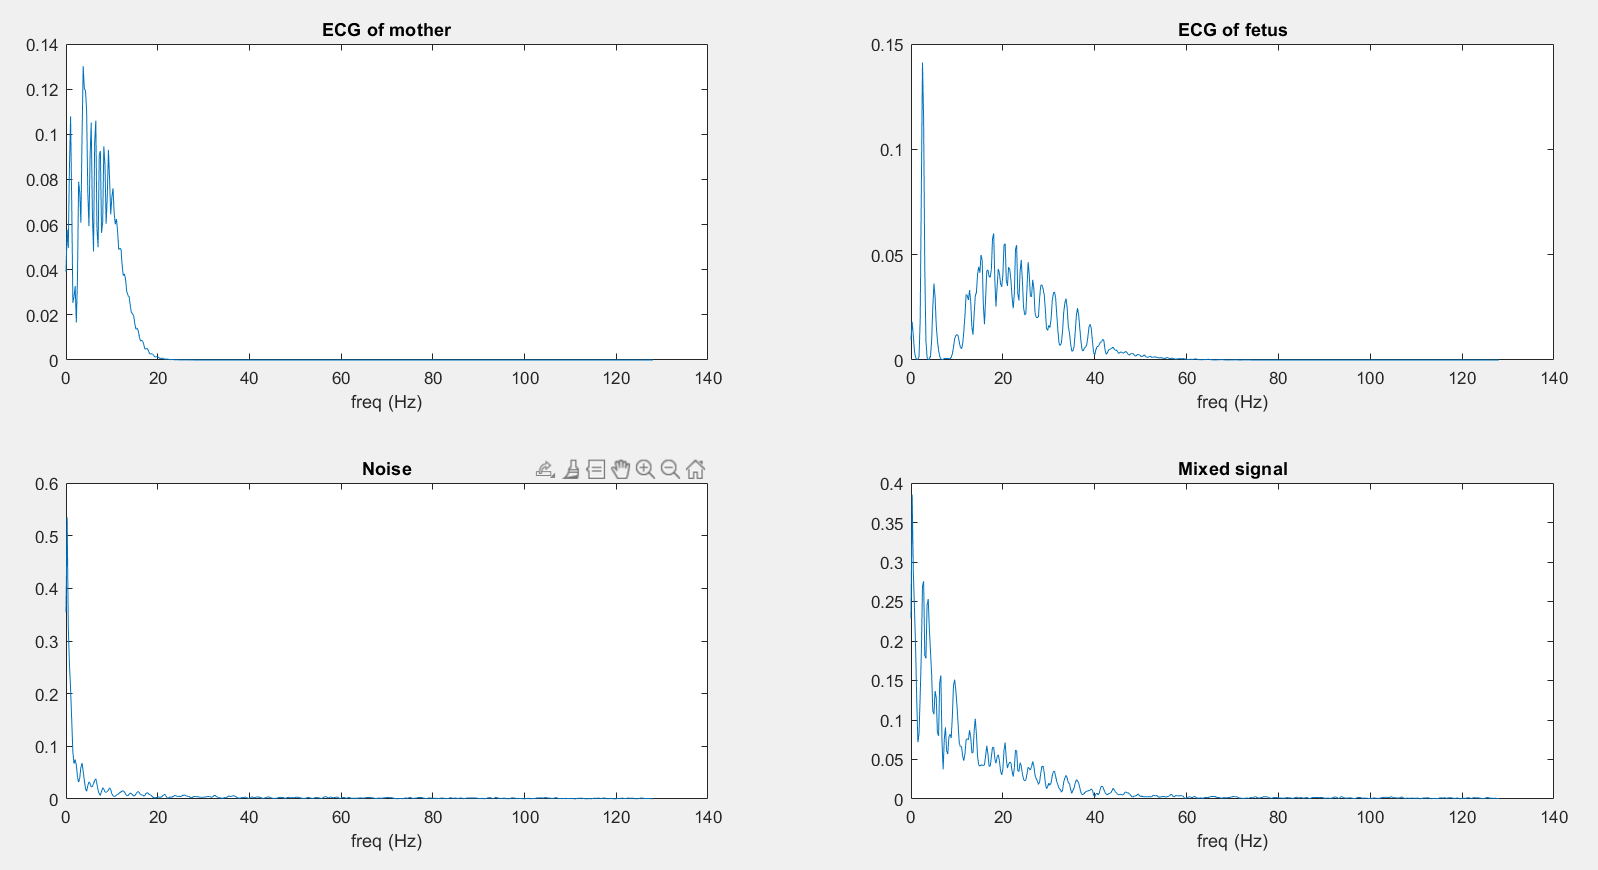 ECG of mother
0.14
0.12
0.1
0.08
0.06
0.04
0.02
0
0 20 40 60 80 100 120 140
freq (Hz)
ECG of fetus
0.15
0.1
0.05
0
0 20 40 60 80 100 120 140
freq (Hz)
Noise
0.6
0.5
0.4
0.3
0.2
0.1
0
0 20 40 60 80 100 120 140
freq (Hz)
Mixed signal
0.4
0.35
0.3
0.25
0.2
0.15
0.1
0.05
0
0 20 40 60 80 100 120 140
freq (Hz)